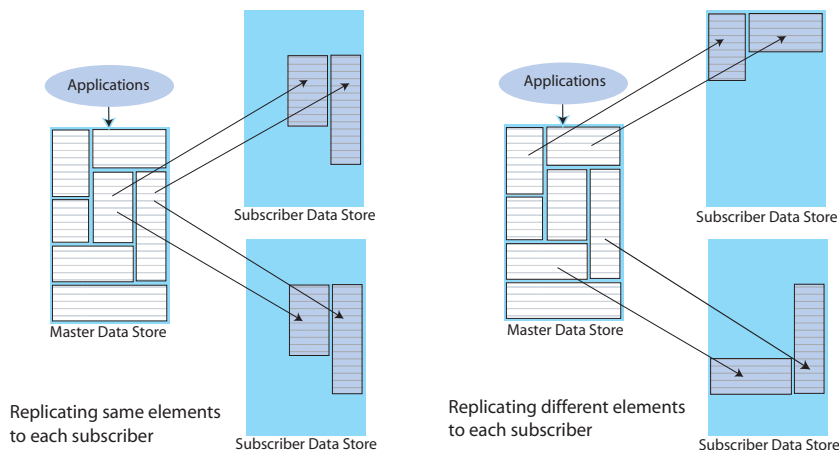 Applications
Subscriber Data Store
Master Data Store
Replicating same elements
to each subscriber
Subscriber Data Store
Applications
Subscriber Data Store
Master Data Store
Replicating different elements
to each subscriber
Subscriber Data Store